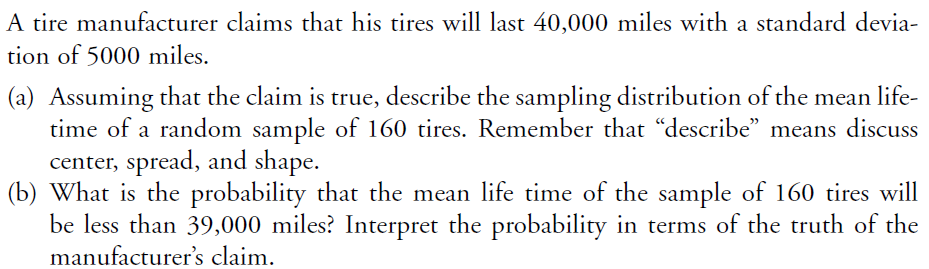 A tire manufacturer claims that his tires will last 40,000 miles with a standard devia-
tion of 5000 miles.
(a) Assuming that the claim is true, describe the sampling distribution of the mean life-
time of a random sample of 160 tires. Remember that “describe” means discuss
center, spread, and shape.
(b) What is the probability that the mean life time of the sample of 160 tires will
be less than 39,000 miles? Interpret the probability in terms of the truth of the
manufacturer’s claim.